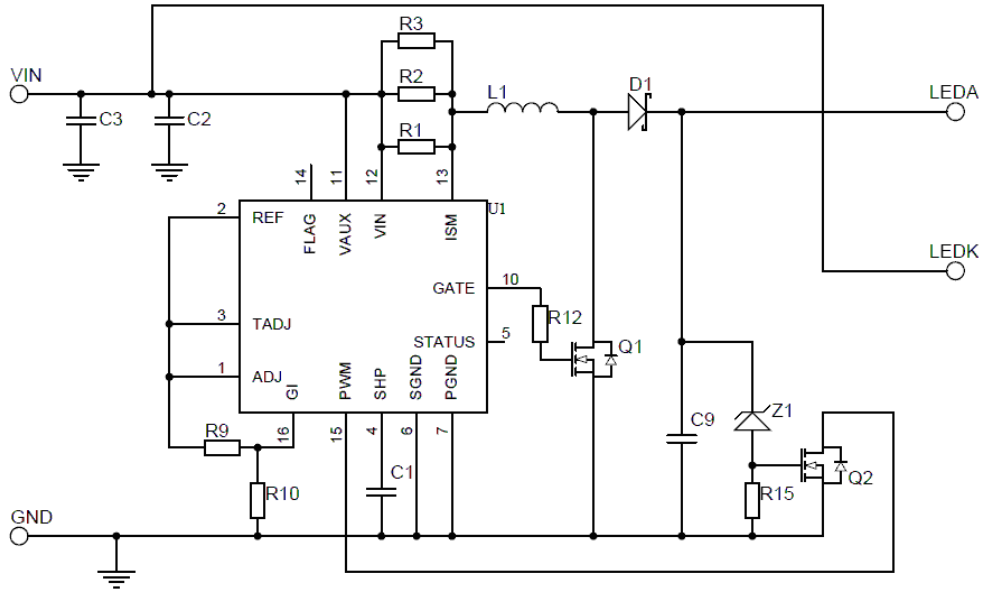 R3
VIN
R2
D1
L1
LEDA
C3
C2
R1
14
11
12
13
2
REF
FLAG
VAUX
VIN
ISM
U1
LEDK
GATE
10
3
TADJ
R12
STATUS
5
Q1
1
ADJ
GI
PWM
SHP
SGND
PGND
Z1
R9
16
15
4
6
7
C9
C1
R10
R15
Q2
GND